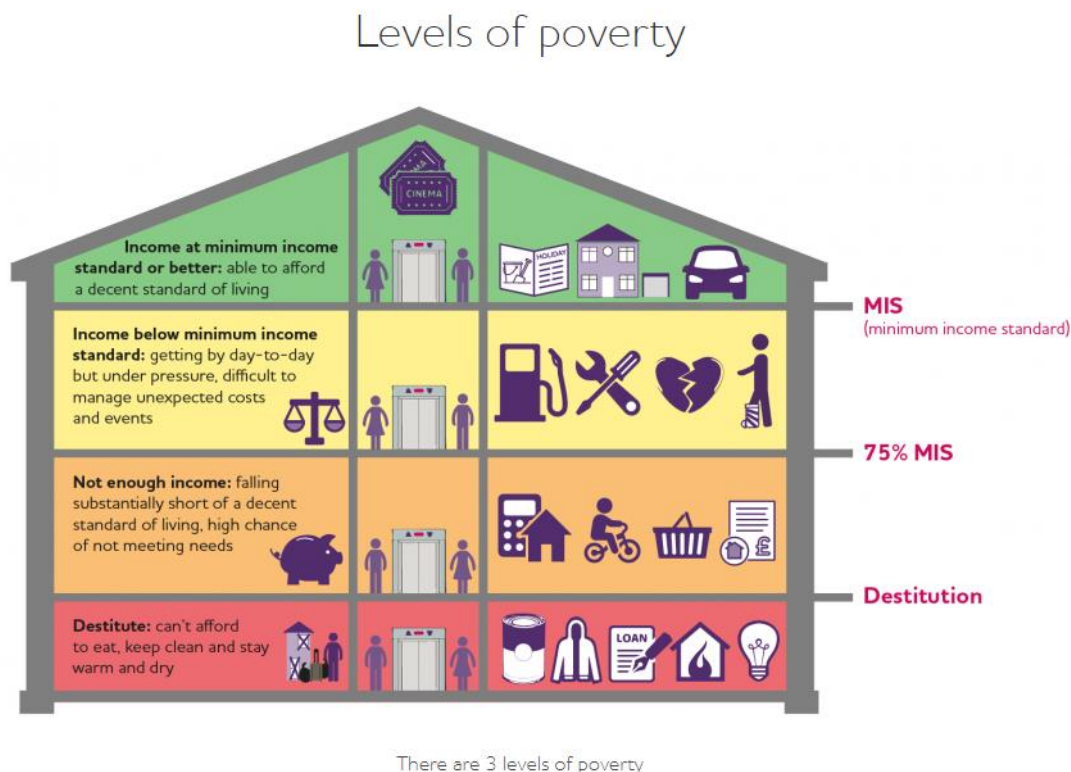 Levels of poverty
CINEMA
Income at minimum income
standard or better: able to afford
a decent standard of living
HOLIDAY
MIS
(minimum income standard)
Income below minimum income
standard: getting by day-to-day
but under pressure, difficult to
manage unexpected costs
and events
75% MIS
Not enough income: falling
substantially short of a decent
standard of living, high chance
of not meeting needs
£
Destitution
Destitute: can't afford
to eat, keep clean and stay
warm and dry
LOAN
There are 3 levels of poverty